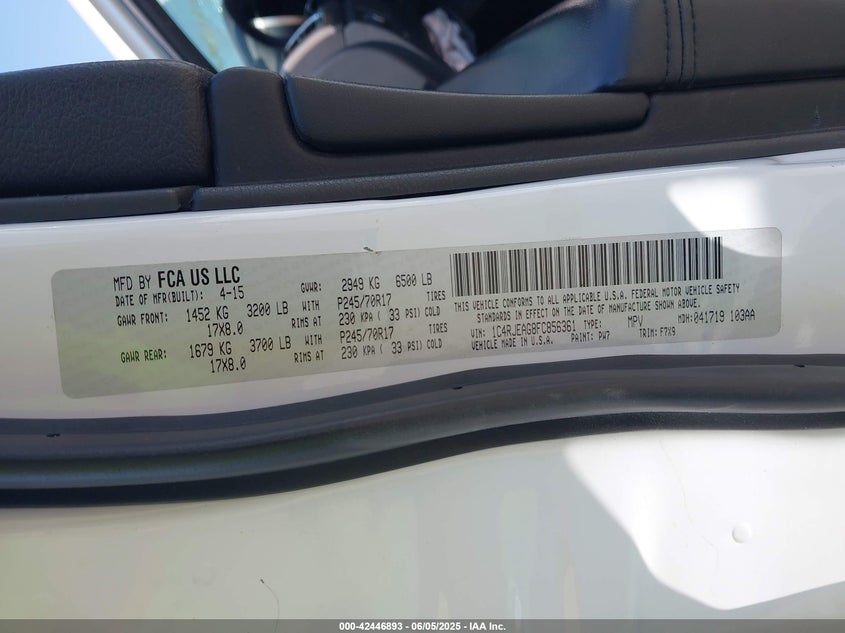 MFD BY FCA US LLC
DATE OF MFR(BUILT): 4-15
GVWR: 2949 KG 6500 LB
GAWR FRONT: 1452 KG 3200 LB WITH P245/70R17 TIRES
17X8.0 RIMS AT 230 KPA ( 33 PSI) COLD
GAWR REAR: 1679 KG 3700 LB WITH P245/70R17 TIRES
17X8.0 RIMS AT 230 KPA ( 33 PSI) COLD
THIS VEHICLE CONFORMS TO ALL APPLICABLE U.S.A. FEDERAL MOTOR VEHICLE SAFETY
STANDARDS IN EFFECT ON THE DATE OF MANUFACTURE SHOWN ABOVE.
VIN: 1C4RJEAG8FC856361 TYPE: MPV MDH: 041719 103AA
VEHICLE MADE IN U.S.A. PAINT: PW7 TRIM: F7X9
000-42446893 | 06/05/2025 - IAA Inc.